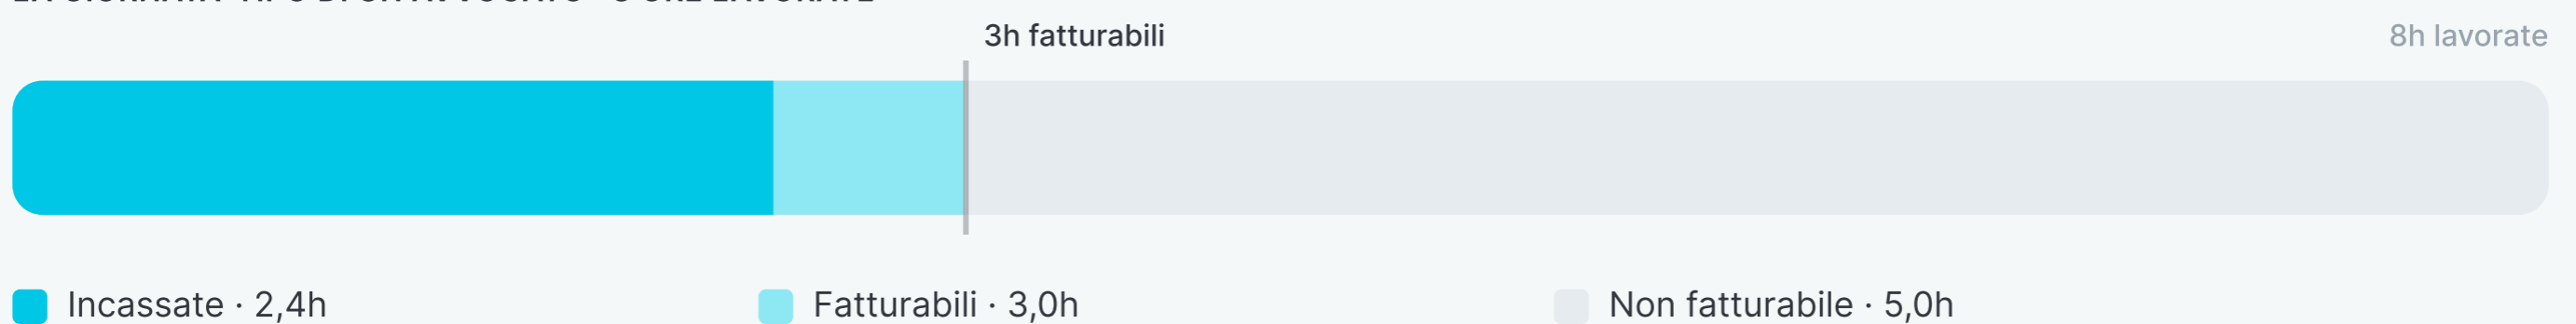 3h fatturabili
8h lavorate
Incassate · 2,4h
Fatturabili · 3,0h
Non fatturabile · 5,0h